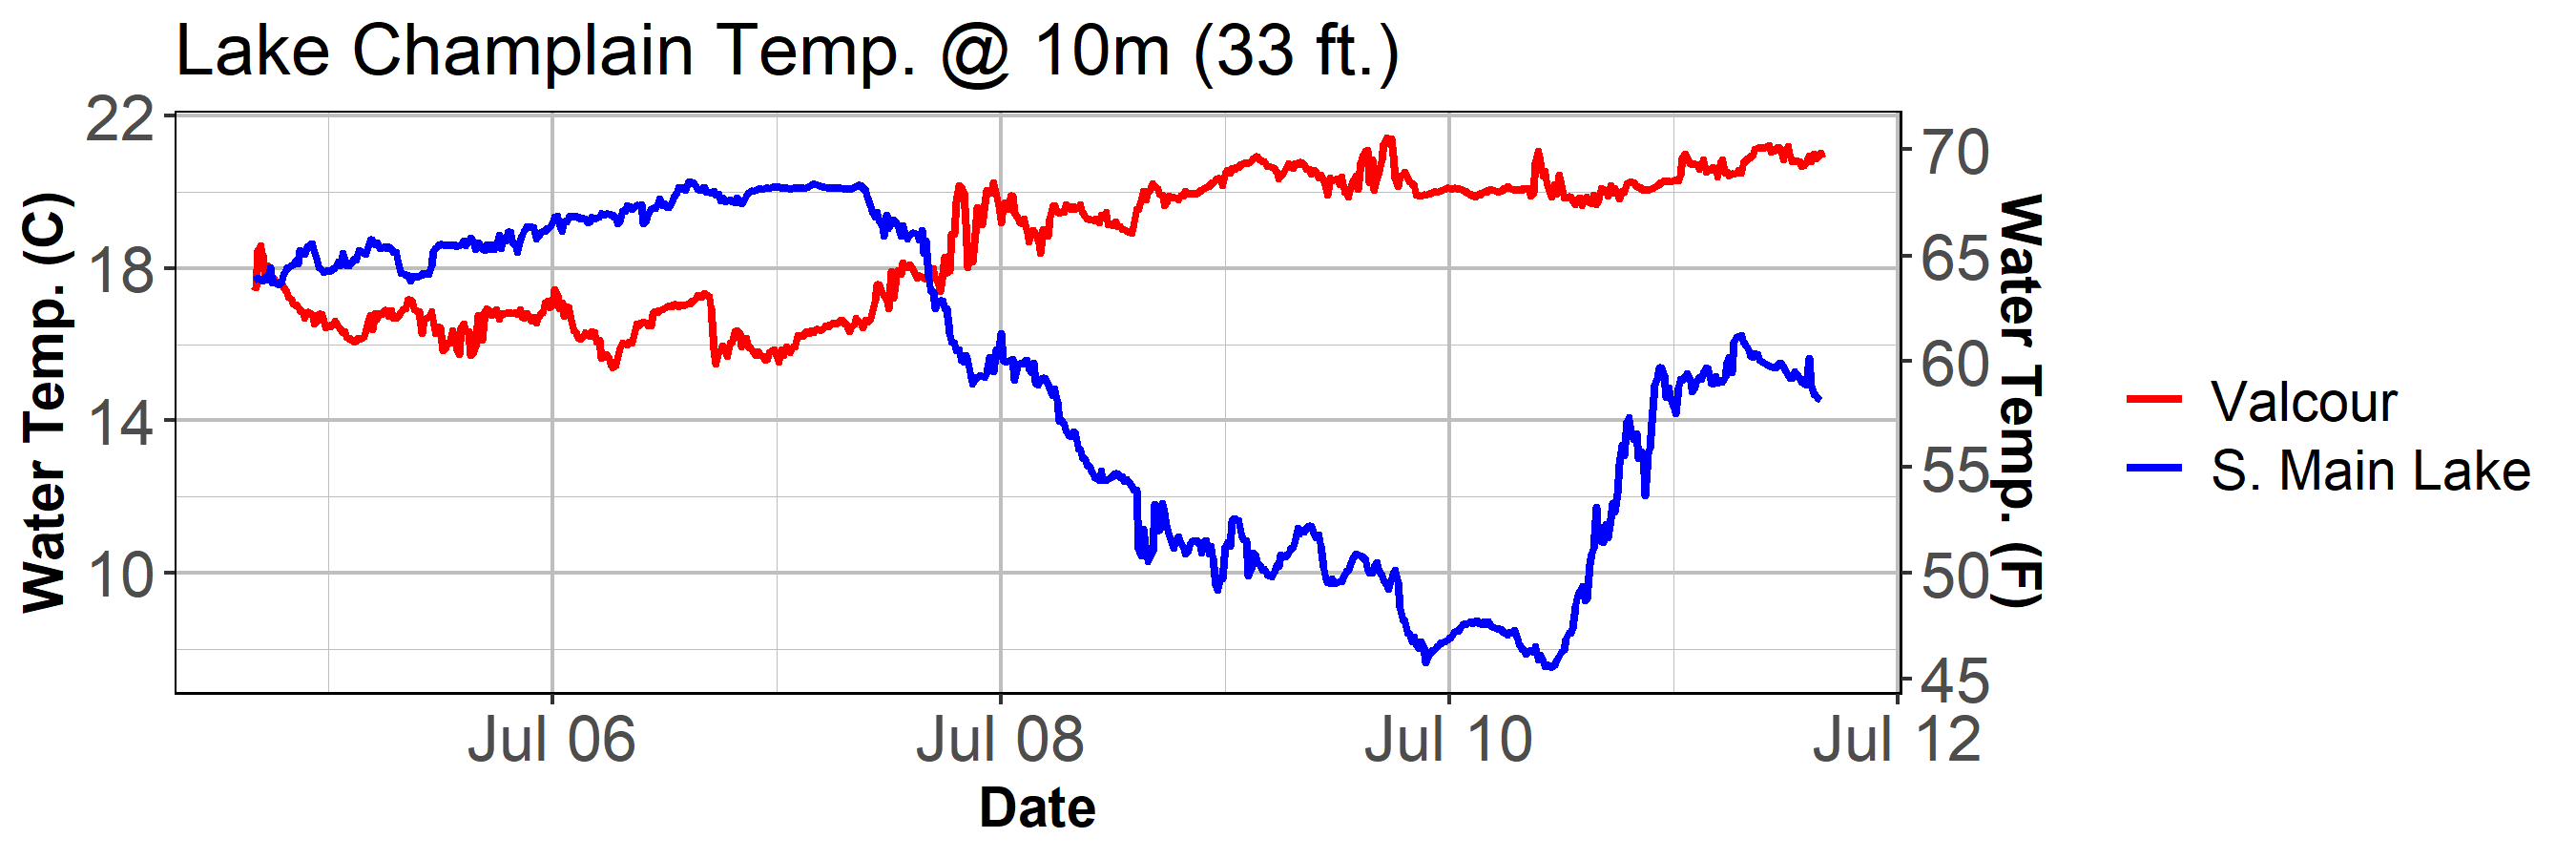 Lake Champlain Temp. @ 10m (33 ft.)
Water Temp. (C)
22
18
14
10
70
65
60
55
50
45
Water Temp. (F)
Jul 06
Jul 08
Jul 10
Jul 12
Date
Valcour
S. Main Lake